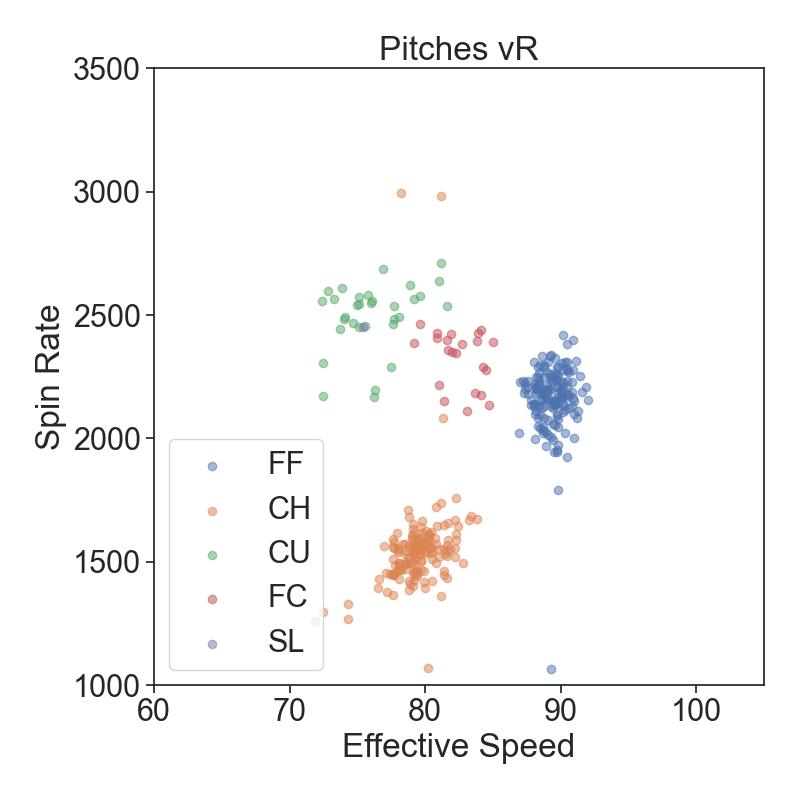 Pitches vR
3500
3000
2500
2000
1500
1000
Spin Rate
FF
CH
CU
FC
SL
60 70 80 90 100
Effective Speed